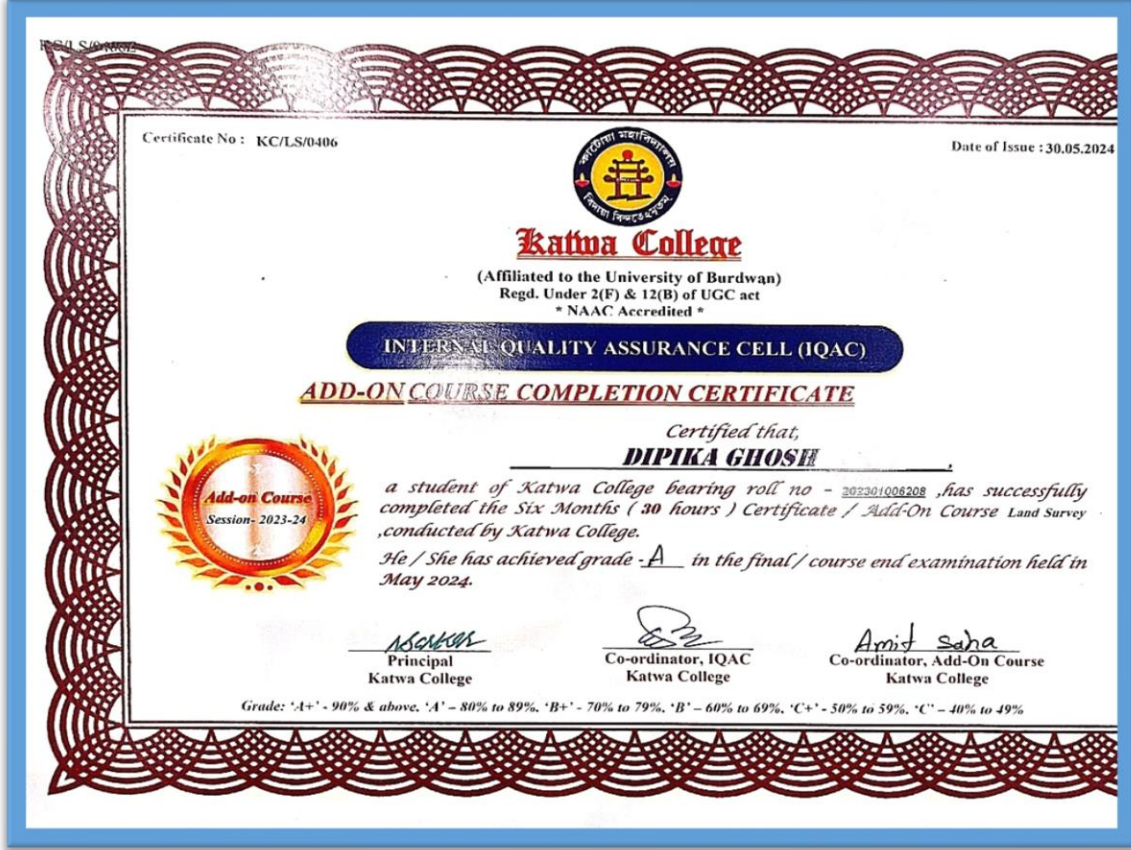 Certificate No : KC/LS/0406
Date of Issue : 30.05.2024
কাটোয়া মহাবিদ্যালয়
Katwa College
(Affiliated to the University of Burdwan)
Regd. Under 2(F) & 12(B) of UGC act
* NAAC Accredited *
INTERNAL QUALITY ASSURANCE CELL (IQAC)
ADD-ON COURSE COMPLETION CERTIFICATE
Certified that,
DIPIKA GHOSH
Add-on Course
Session- 2023-24
a student of Katwa College bearing roll no - 202301006208 ,has successfully
completed the Six Months ( 30 hours ) Certificate / Add-On Course Land Survey
,conducted by Katwa College.
He / She has achieved grade - A in the final / course end examination held in
May 2024.
Amit Saha
Principal
Katwa College
Co-ordinator, IQAC
Katwa College
Co-ordinator, Add-On Course
Katwa College
Grade: 'A+' - 90% & above, 'A' – 80% to 89%, 'B+' - 70% to 79%, 'B' – 60% to 69%, 'C+' - 50% to 59%, 'C' – 40% to 49%